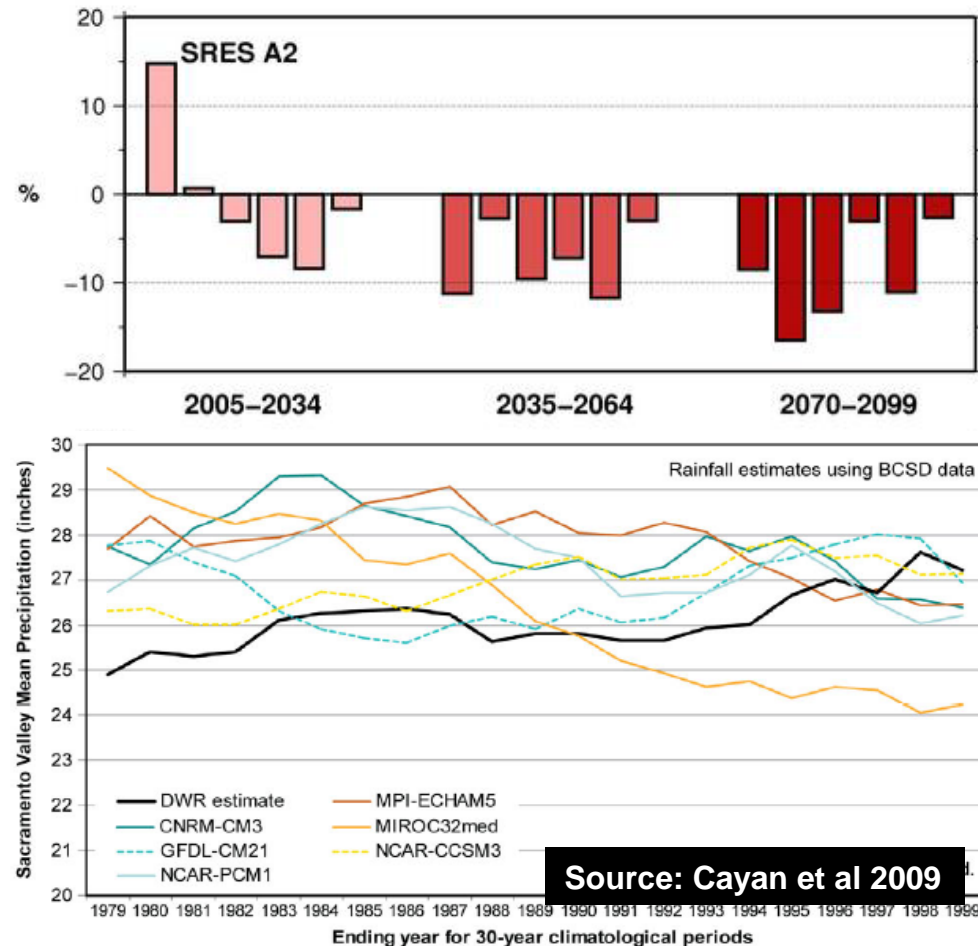 20
SRES A2
10
%
0
−10
−20
2005−2034 2035−2064 2070−2099
30
Rainfall estimates using BCSD data
29
28
27
26
25
24
23
22
21
20
Sacramento Valley Mean Precipitation (inches)
DWR estimate MPI-ECHAM5
CNRM-CM3 MIROC32med
GFDL-CM21 NCAR-CCSM3
NCAR-PCM1
d.
Source: Cayan et al 2009
1979 1980 1981 1982 1983 1984 1985 1986 1987 1988 1989 1990 1991 1992 1993 1994 1995 1996 1997 1998 1999
Ending year for 30-year climatological periods